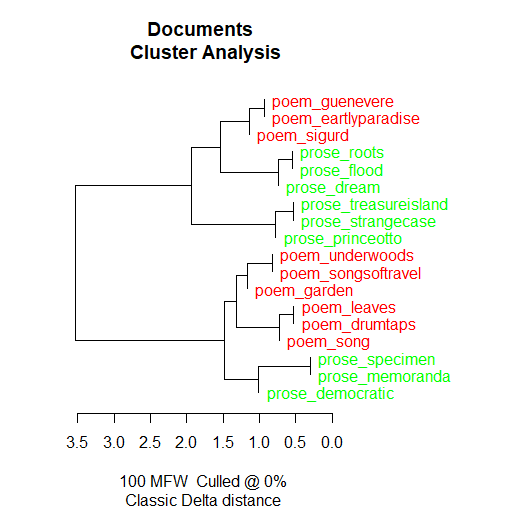 Documents
Cluster Analysis
poem_guenevere
poem_eartlyparadise
poem_sigurd
prose_roots
prose_flood
prose_dream
prose_treasureisland
prose_strangecase
prose_princeotto
poem_underwoods
poem_songsoftravel
poem_garden
poem_leaves
poem_drumtaps
poem_song
prose_specimen
prose_memoranda
prose_democratic
3.5 3.0 2.5 2.0 1.5 1.0 0.5 0.0
100 MFW Culled @ 0%
Classic Delta distance